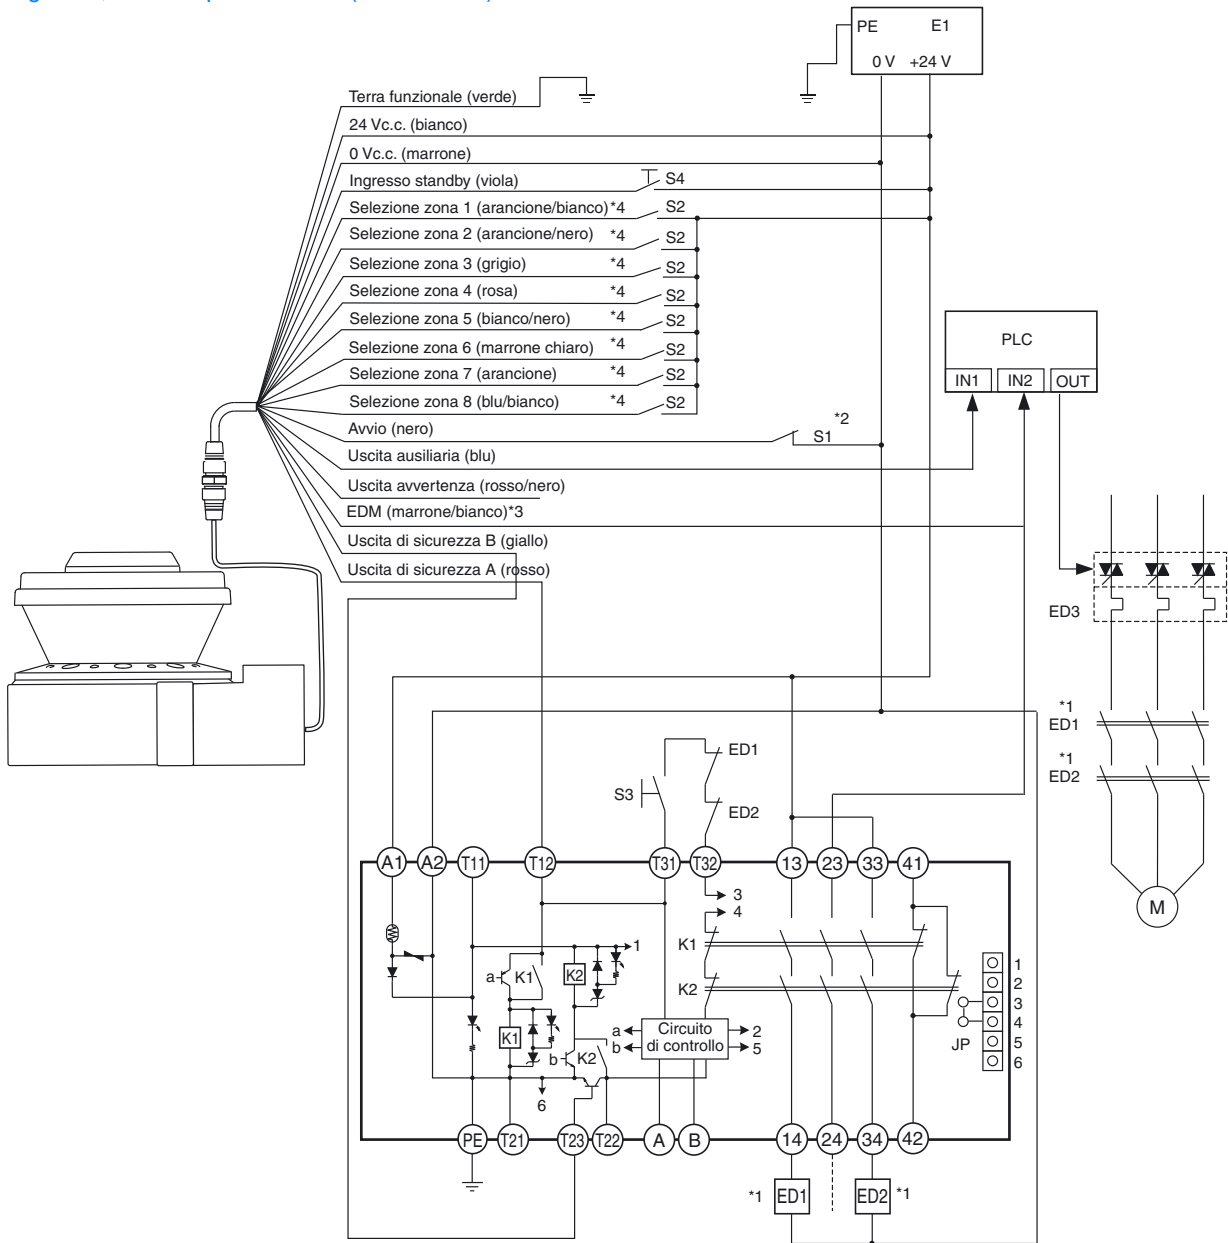 PE E1
0 V +24 V
Terra funzionale (verde)
24 Vc.c. (bianco)
0 Vc.c. (marrone)
Ingresso standby (viola) S4
Selezione zona 1 (arancione/bianco)*4 S2
Selezione zona 2 (arancione/nero) *4 S2
Selezione zona 3 (grigio) *4 S2
Selezione zona 4 (rosa) *4 S2
Selezione zona 5 (bianco/nero) *4 S2
Selezione zona 6 (marrone chiaro) *4 S2
Selezione zona 7 (arancione) *4 S2
Selezione zona 8 (blu/bianco) *4 S2
PLC
IN1 IN2 OUT
Avvio (nero) S1 *2
Uscita ausiliaria (blu)
Uscita avvertenza (rosso/nero)
EDM (marrone/bianco)*3
Uscita di sicurezza B (giallo)
Uscita di sicurezza A (rosso)
ED3
*1
ED1
*1
ED2
M
S3
ED1
ED2
A1 A2 T11 T12 T31 T32 13 23 33 41
3
4
1
K1
K2
a K1 K2
K1
b K2
a
b
Circuito
di controllo
2
5
6
JP
1
2
3
4
5
6
PE T21 T23 T22 A B 14 24 34 42
*1 ED1 ED2 *1